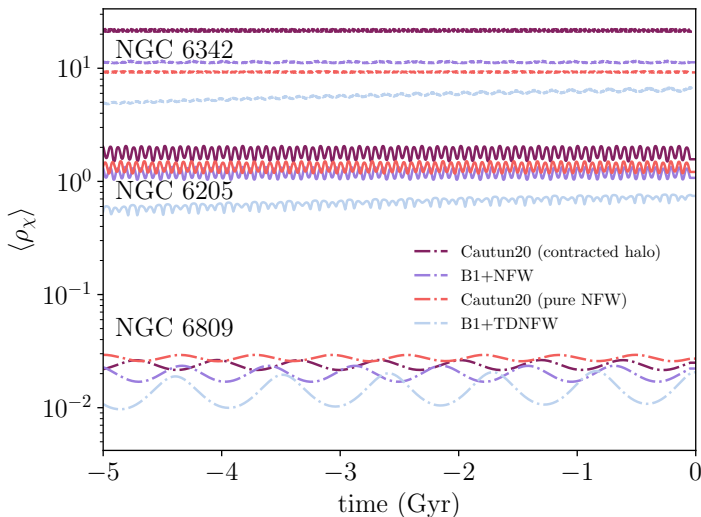 NGC 6342
10¹
10⁰
NGC 6205
⟨ρ_χ⟩
Cautun20 (contracted halo)
B1+NFW
Cautun20 (pure NFW)
B1+TDNFW
10⁻¹
NGC 6809
10⁻²
−5 −4 −3 −2 −1 0
time (Gyr)